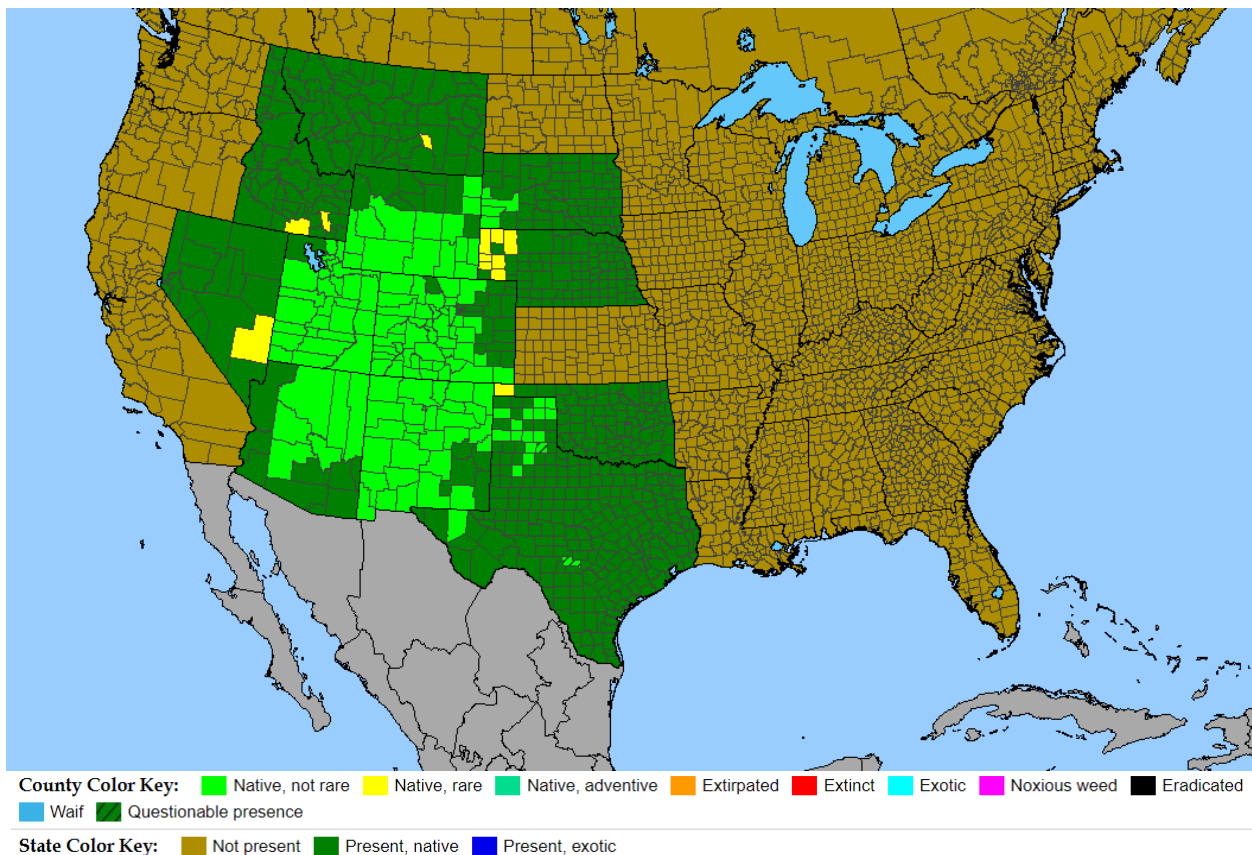 County Color Key: Native, not rare Native, rare Native, adventive Extirpated Extinct Exotic Noxious weed Eradicated
Waif Questionable presence
State Color Key: Not present Present, native Present, exotic